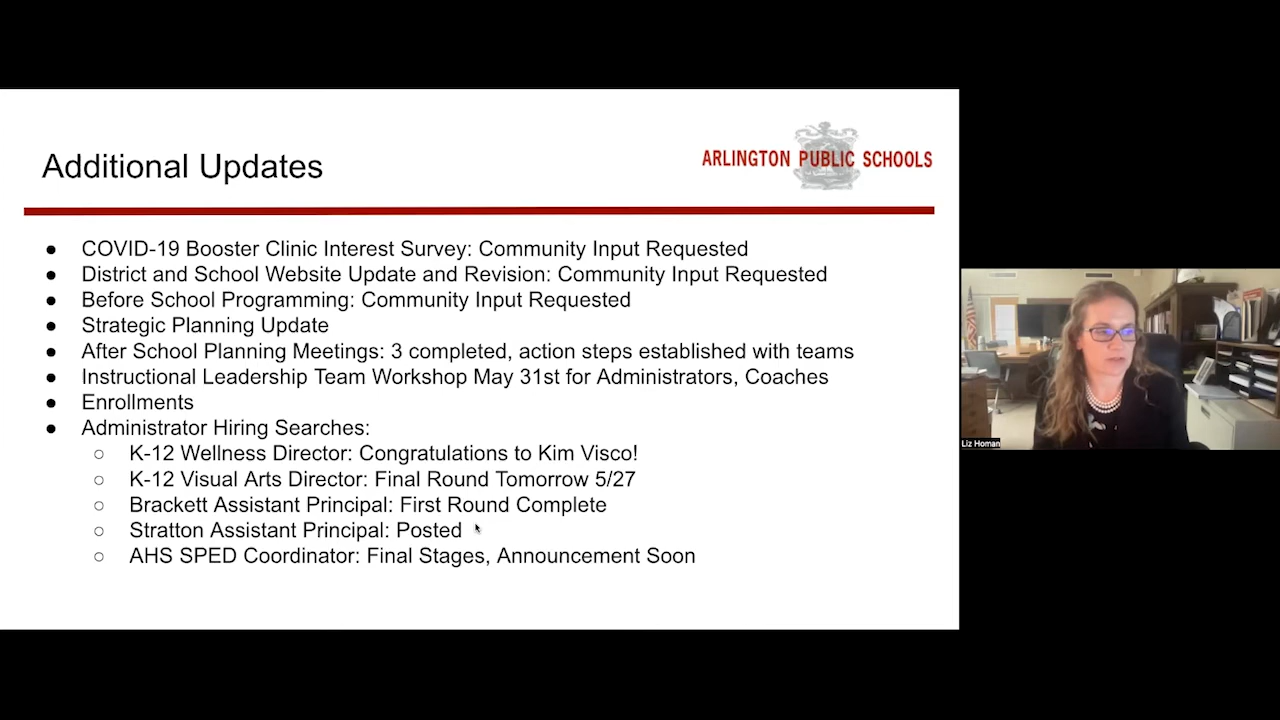 Additional Updates
ARLINGTON PUBLIC SCHOOLS
● COVID-19 Booster Clinic Interest Survey: Community Input Requested
● District and School Website Update and Revision: Community Input Requested
● Before School Programming: Community Input Requested
● Strategic Planning Update
● After School Planning Meetings: 3 completed, action steps established with teams
● Instructional Leadership Team Workshop May 31st for Administrators, Coaches
● Enrollments
● Administrator Hiring Searches:
○ K-12 Wellness Director: Congratulations to Kim Visco!
○ K-12 Visual Arts Director: Final Round Tomorrow 5/27
○ Brackett Assistant Principal: First Round Complete
○ Stratton Assistant Principal: Posted
○ AHS SPED Coordinator: Final Stages, Announcement Soon
Liz Homan